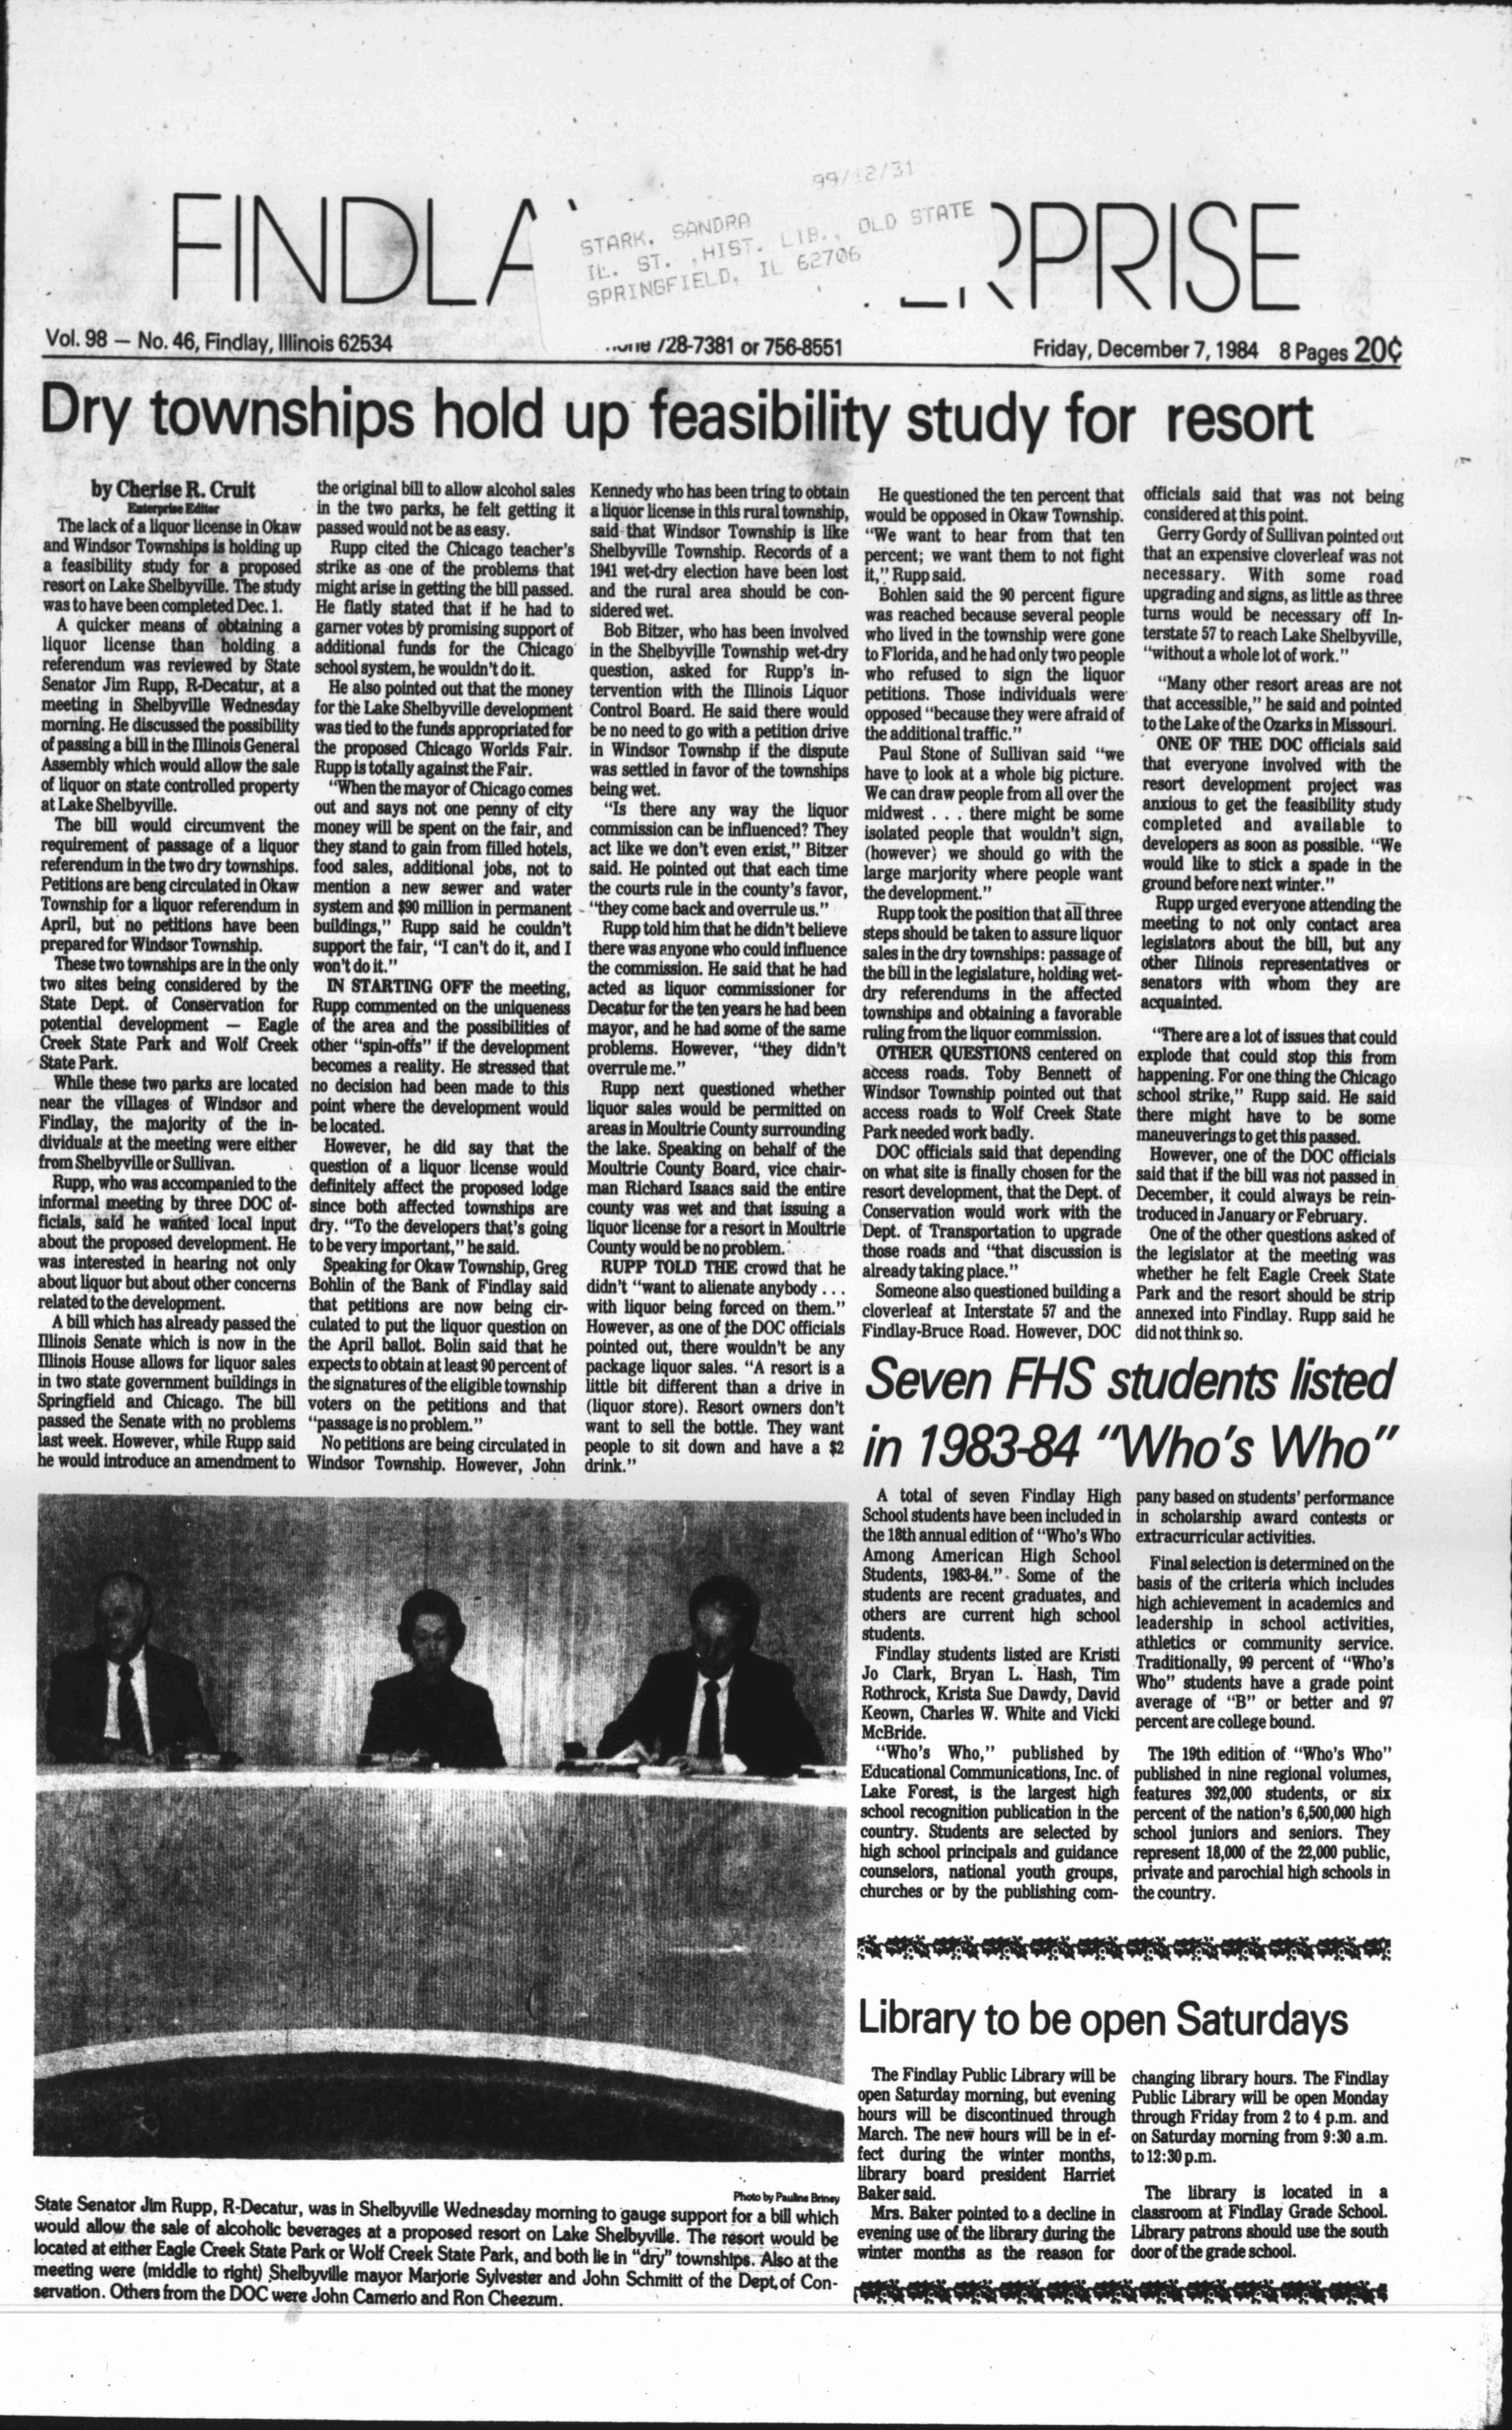 99/12/31
STARK, SANDRA
IL. ST. HIST. LIB., OLD STATE
SPRINGFIELD, IL 62706
FINDLA ERPRISE
Vol. 98 — No. 46, Findlay, Illinois 62534
728-7381 or 756-8551
Friday, December 7, 1984 8 Pages 20¢
Dry townships hold up feasibility study for resort
by Cherise R. Cruit
Enterprise Editor
The lack of a liquor license in Okaw
and Windsor Townships is holding up
a feasibility study for a proposed
resort on Lake Shelbyville. The study
was to have been completed Dec. 1.
A quicker means of obtaining a
liquor license than holding a
referendum was reviewed by State
Senator Jim Rupp, R-Decatur, at a
meeting in Shelbyville Wednesday
morning. He discussed the possibility
of passing a bill in the Illinois General
Assembly which would allow the sale
of liquor on state controlled property
at Lake Shelbyville.
The bill would circumvent the
requirement of passage of a liquor
referendum in the two dry townships.
Petitions are beng circulated in Okaw
Township for a liquor referendum in
April, but no petitions have been
prepared for Windsor Township.
These two townships are in the only
two sites being considered by the
State Dept. of Conservation for
potential development — Eagle
Creek State Park and Wolf Creek
State Park.
While these two parks are located
near the villages of Windsor and
Findlay, the majority of the in-
dividuals at the meeting were either
from Shelbyville or Sullivan.
Rupp, who was accompanied to the
informal meeting by three DOC of-
ficials, said he wanted local input
about the proposed development. He
was interested in hearing not only
about liquor but about other concerns
related to the development.
A bill which has already passed the
Illinois Senate which is now in the
Illinois House allows for liquor sales
in two state government buildings in
Springfield and Chicago. The bill
passed the Senate with no problems
last week. However, while Rupp said
he would introduce an amendment to
the original bill to allow alcohol sales
in the two parks, he felt getting it
passed would not be as easy.
Rupp cited the Chicago teacher's
strike as one of the problems that
might arise in getting the bill passed.
He flatly stated that if he had to
garner votes by promising support of
additional funds for the Chicago
school system, he wouldn't do it.
He also pointed out that the money
for the Lake Shelbyville development
was tied to the funds appropriated for
the proposed Chicago Worlds Fair.
Rupp is totally against the Fair.
"When the mayor of Chicago comes
out and says not one penny of city
money will be spent on the fair, and
they stand to gain from filled hotels,
food sales, additional jobs, not to
mention a new sewer and water
system and $90 million in permanent
buildings," Rupp said he couldn't
support the fair, "I can't do it, and I
won't do it."
IN STARTING OFF the meeting,
Rupp commented on the uniqueness
of the area and the possibilities of
other "spin-offs" if the development
becomes a reality. He stressed that
no decision had been made to this
point where the development would
be located.
However, he did say that the
question of a liquor license would
definitely affect the proposed lodge
since both affected townships are
dry. "To the developers that's going
to be very important," he said.
Speaking for Okaw Township, Greg
Bohlin of the Bank of Findlay said
that petitions are now being cir-
culated to put the liquor question on
the April ballot. Bolin said that he
expects to obtain at least 90 percent of
the signatures of the eligible township
voters on the petitions and that
"passage is no problem."
No petitions are being circulated in
Windsor Township. However, John
Kennedy who has been tring to obtain
a liquor license in this rural township,
said that Windsor Township is like
Shelbyville Township. Records of a
1941 wet-dry election have been lost
and the rural area should be con-
sidered wet.
Bob Bitzer, who has been involved
in the Shelbyville Township wet-dry
question, asked for Rupp's in-
tervention with the Illinois Liquor
Control Board. He said there would
be no need to go with a petition drive
in Windsor Townshp if the dispute
was settled in favor of the townships
being wet.
"Is there any way the liquor
commission can be influenced? They
act like we don't even exist," Bitzer
said. He pointed out that each time
the courts rule in the county's favor,
"they come back and overrule us."
Rupp told him that he didn't believe
there was anyone who could influence
the commission. He said that he had
acted as liquor commissioner for
Decatur for the ten years he had been
mayor, and he had some of the same
problems. However, "they didn't
overrule me."
Rupp next questioned whether
liquor sales would be permitted on
areas in Moultrie County surrounding
the lake. Speaking on behalf of the
Moultrie County Board, vice chair-
man Richard Isaacs said the entire
county was wet and that issuing a
liquor license for a resort in Moultrie
County would be no problem.
RUPP TOLD THE crowd that he
didn't "want to alienate anybody . . .
with liquor being forced on them."
However, as one of the DOC officials
pointed out, there wouldn't be any
package liquor sales. "A resort is a
little bit different than a drive in
(liquor store). Resort owners don't
want to sell the bottle. They want
people to sit down and have a $2
drink."
He questioned the ten percent that
would be opposed in Okaw Township.
"We want to hear from that ten
percent; we want them to not fight
it," Rupp said.
Bohlen said the 90 percent figure
was reached because several people
who lived in the township were gone
to Florida, and he had only two people
who refused to sign the liquor
petitions. Those individuals were
opposed "because they were afraid of
the additional traffic."
Paul Stone of Sullivan said "we
have to look at a whole big picture.
We can draw people from all over the
midwest . . . there might be some
isolated people that wouldn't sign,
(however) we should go with the
large marjority where people want
the development."
Rupp took the position that all three
steps should be taken to assure liquor
sales in the dry townships: passage of
the bill in the legislature, holding wet-
dry referendums in the affected
townships and obtaining a favorable
ruling from the liquor commission.
OTHER QUESTIONS centered on
access roads. Toby Bennett of
Windsor Township pointed out that
access roads to Wolf Creek State
Park needed work badly.
DOC officials said that depending
on what site is finally chosen for the
resort development, that the Dept. of
Conservation would work with the
Dept. of Transportation to upgrade
those roads and "that discussion is
already taking place."
Someone also questioned building a
cloverleaf at Interstate 57 and the
Findlay-Bruce Road. However, DOC
officials said that was not being
considered at this point.
Gerry Gordy of Sullivan pointed out
that an expensive cloverleaf was not
necessary. With some road
upgrading and signs, as little as three
turns would be necessary off In-
terstate 57 to reach Lake Shelbyville,
"without a whole lot of work."
"Many other resort areas are not
that accessible," he said and pointed
to the Lake of the Ozarks in Missouri.
ONE OF THE DOC officials said
that everyone involved with the
resort development project was
anxious to get the feasibility study
completed and available to
developers as soon as possible. "We
would like to stick a spade in the
ground before next winter."
Rupp urged everyone attending the
meeting to not only contact area
legislators about the bill, but any
other Illinois representatives or
senators with whom they are
acquainted.
"There are a lot of issues that could
explode that could stop this from
happening. For one thing the Chicago
school strike," Rupp said. He said
there might have to be some
maneuverings to get this passed.
However, one of the DOC officials
said that if the bill was not passed in
December, it could always be rein-
troduced in January or February.
One of the other questions asked of
the legislator at the meeting was
whether he felt Eagle Creek State
Park and the resort should be strip
annexed into Findlay. Rupp said he
did not think so.
Photo by Pauline Briney
State Senator Jim Rupp, R-Decatur, was in Shelbyville Wednesday morning to gauge support for a bill which
would allow the sale of alcoholic beverages at a proposed resort on Lake Shelbyville. The resort would be
located at either Eagle Creek State Park or Wolf Creek State Park, and both lie in "dry" townships. Also at the
meeting were (middle to right) Shelbyville mayor Marjorie Sylvester and John Schmitt of the Dept. of Con-
servation. Others from the DOC were John Camerio and Ron Cheezum.
Seven FHS students listed
in 1983-84 "Who's Who"
A total of seven Findlay High
School students have been included in
the 18th annual edition of "Who's Who
Among American High School
Students, 1983-84." Some of the
students are recent graduates, and
others are current high school
students.
Findlay students listed are Kristi
Jo Clark, Bryan L. Hash, Tim
Rothrock, Krista Sue Dawdy, David
Keown, Charles W. White and Vicki
McBride.
"Who's Who," published by
Educational Communications, Inc. of
Lake Forest, is the largest high
school recognition publication in the
country. Students are selected by
high school principals and guidance
counselors, national youth groups,
churches or by the publishing com-
pany based on students' performance
in scholarship award contests or
extracurricular activities.
Final selection is determined on the
basis of the criteria which includes
high achievement in academics and
leadership in school activities,
athletics or community service.
Traditionally, 99 percent of "Who's
Who" students have a grade point
average of "B" or better and 97
percent are college bound.
The 19th edition of "Who's Who"
published in nine regional volumes,
features 392,000 students, or six
percent of the nation's 6,500,000 high
school juniors and seniors. They
represent 18,000 of the 22,000 public,
private and parochial high schools in
the country.
Library to be open Saturdays
The Findlay Public Library will be
open Saturday morning, but evening
hours will be discontinued through
March. The new hours will be in ef-
fect during the winter months,
library board president Harriet
Baker said.
Mrs. Baker pointed to a decline in
evening use of the library during the
winter months as the reason for
changing library hours. The Findlay
Public Library will be open Monday
through Friday from 2 to 4 p.m. and
on Saturday morning from 9:30 a.m.
to 12:30 p.m.
The library is located in a
classroom at Findlay Grade School.
Library patrons should use the south
door of the grade school.